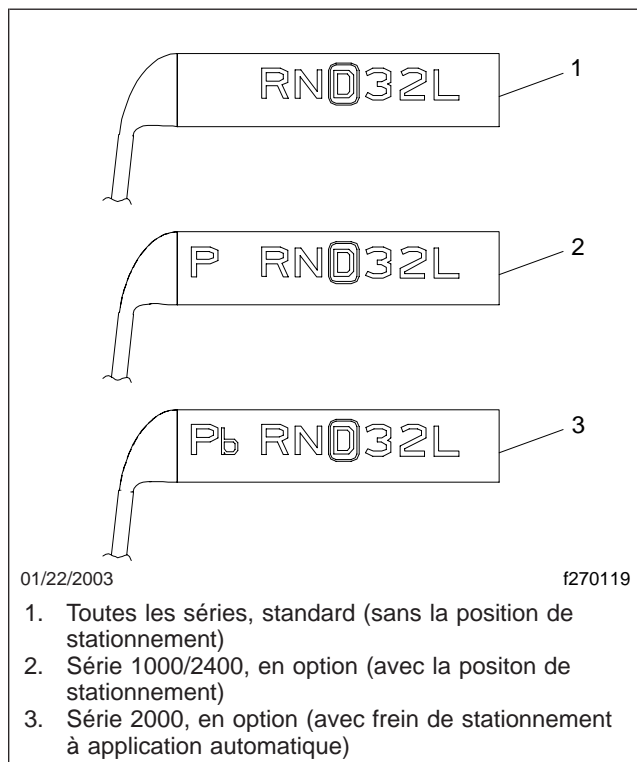 RND32L
1
P RND32L
2
Pb RND32L
3
01/22/2003 f270119
1. Toutes les séries, standard (sans la position de
stationnement)
2. Série 1000/2400, en option (avec la positon de
stationnement)
3. Série 2000, en option (avec frein de stationnement
à application automatique)